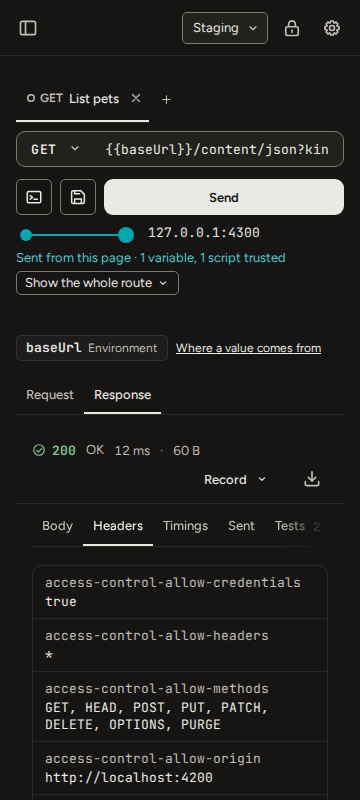 Staging
GET List pets
GET {{baseUrl}}/content/json?kin
Send
127.0.0.1:4300
Sent from this page · 1 variable, 1 script trusted
Show the whole route
baseUrl Environment Where a value comes from
Request Response
200 OK 12 ms · 60 B
Record
Body Headers Timings Sent Tests 2
access-control-allow-credentials
true
access-control-allow-headers
*
access-control-allow-methods
GET, HEAD, POST, PUT, PATCH,
DELETE, OPTIONS, PURGE
access-control-allow-origin
http://localhost:4200